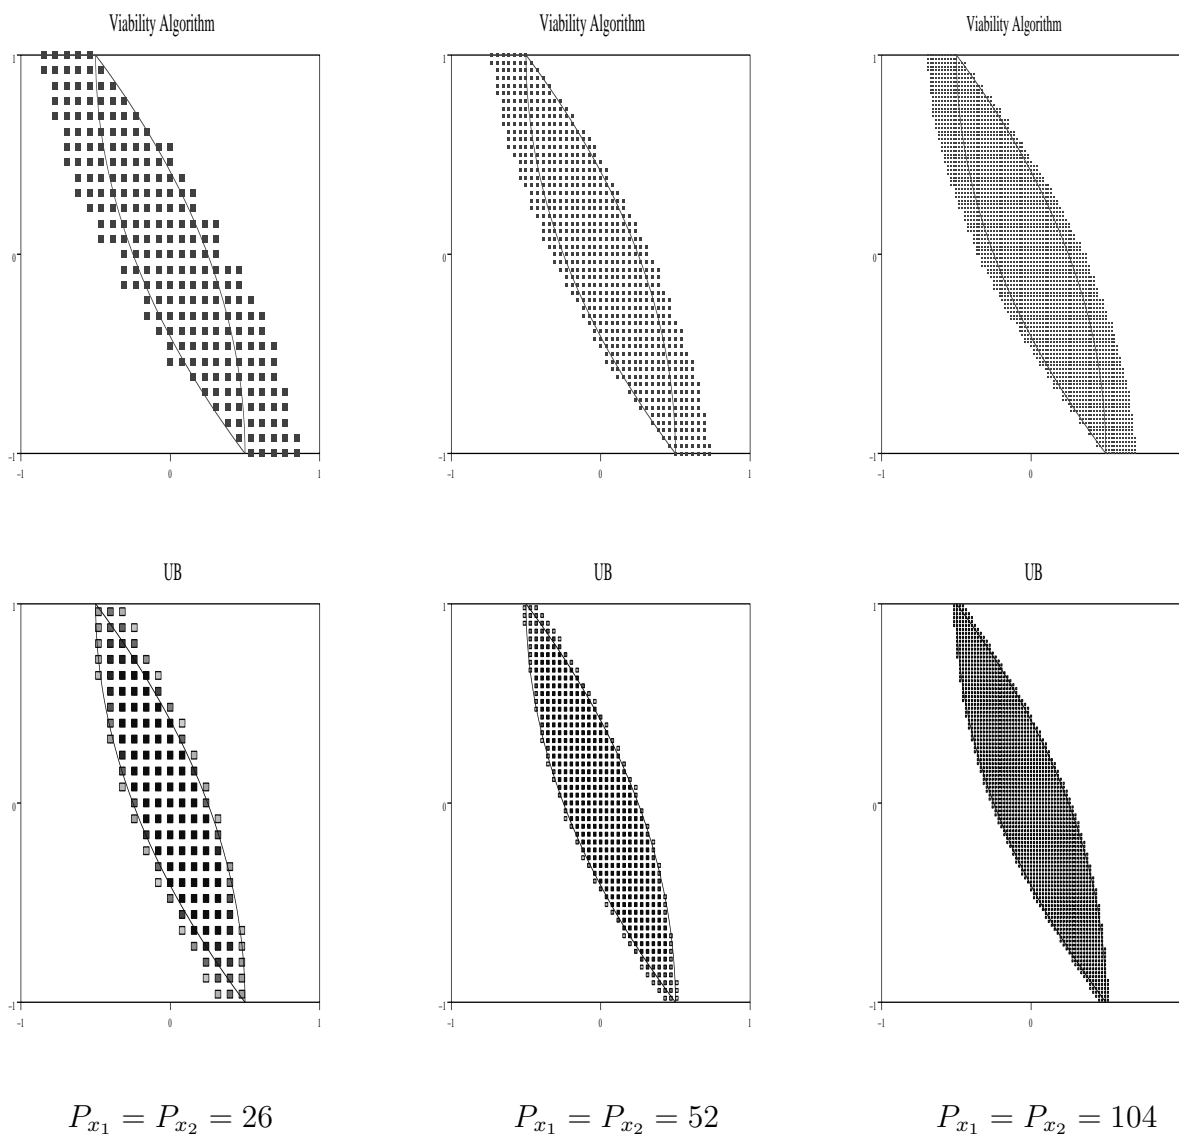 Viability Algorithm Viability Algorithm Viability Algorithm
1 1 1
0 0 0
-1 -1 -1
-1 0 1 -1 0 1 -1 0
UB UB UB
1 1 1
0 0 0
-1 -1 -1
-1 0 1 -1 0 1 -1 0
$P_{x_1} = P_{x_2} = 26$ $P_{x_1} = P_{x_2} = 52$ $P_{x_1} = P_{x_2} = 104$